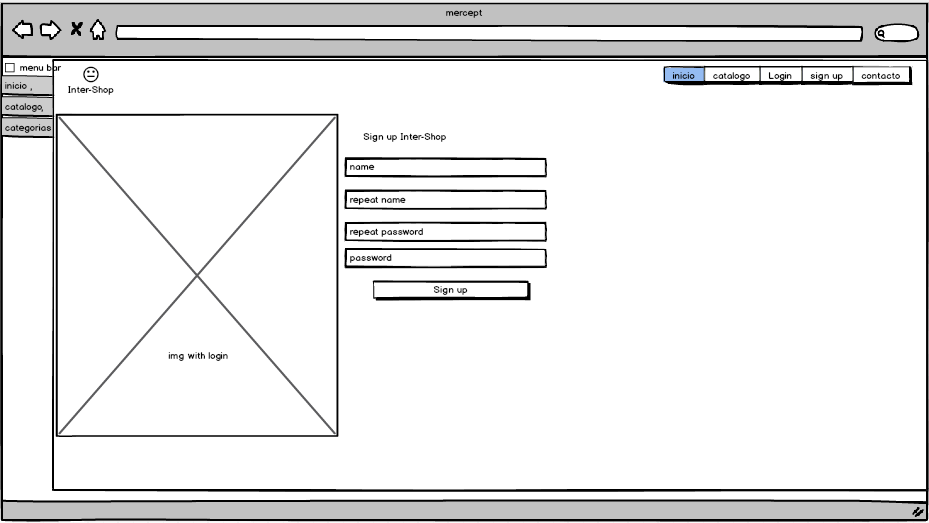 mercept
menu bar
inicio ,
catalogo,
categorias
Inter-Shop
inicio
catalogo
Login
sign up
contacto
Sign up Inter-Shop
name
repeat name
repeat password
password
Sign up
img with login